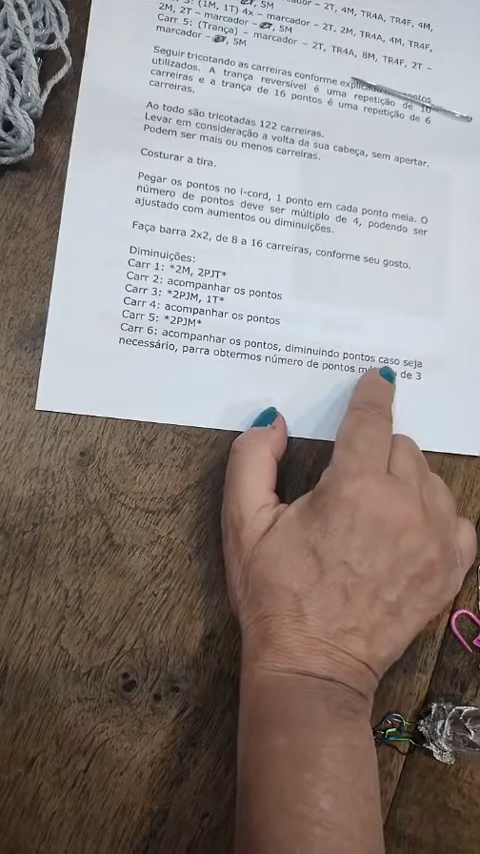 5T, 5M
3: (1M, 1T) 4x – marcador – 2T, 2M, TR4A, 4M, TR4F,
2M, 2T – marcador – 5M
Carr 5: (Trança) – marcador – 2T, TR4A, 8M, TR4F, 2T –
marcador – 5M
Seguir tricotando as carreiras conforme
utilizados. A trança reversível é uma repetição de 10
carreiras e a trança de 16 pontos é uma repetição de 6
carreiras.
Ao todo são tricotadas 122 carreiras.
Levar em consideração a volta da sua cabeça, sem apertar.
Podem ser mais ou menos carreiras.
Costurar a tira.
Pegar os pontos no i-cord, 1 ponto em cada ponto meia. O
número de pontos deve ser múltiplo de 4, podendo ser
ajustado com aumentos ou diminuições.
Faça barra 2x2, de 8 a 16 carreiras, conforme seu gosto.
Diminuições:
Carr 1: *2M, 2PJT*
Carr 2: acompanhar os pontos
Carr 3: *2PJM, 1T*
Carr 4: acompanhar os pontos
Carr 5: *2PJM*
Carr 6: acompanhar os pontos, diminuindo pontos caso seja
necessário, parra obtermos número de pontos de 3